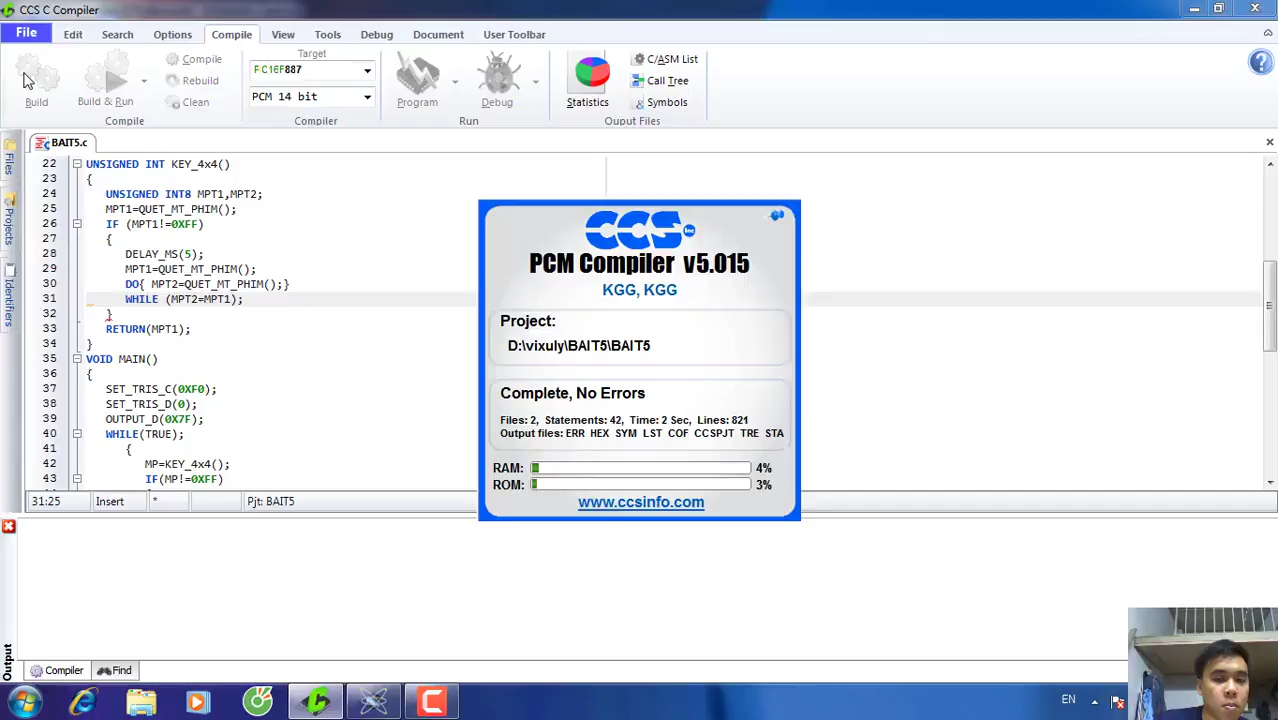 CCS C Compiler
File Edit Search Options Compile View Tools Debug Document User Toolbar
Build
Build & Run
Compile
Rebuild
Clean
Compile
Target
PIC16F887
PCM 14 bit
Compiler
Program
Debug
Run
Statistics
C/ASM List
Call Tree
Symbols
Ouput Files
BAIT5.c
Files
Projects
Identifiers
22 UNSIGNED INT KEY_4x4()
23 {
24 UNSIGNED INT8 MPT1,MPT2;
25 MPT1=QUET_MT_PHIM();
26 IF (MPT1!=0XFF)
27 {
28 DELAY_MS(5);
29 MPT1=QUET_MT_PHIM();
30 DO{ MPT2=QUET_MT_PHIM();}
31 WHILE (MPT2=MPT1);
32 }
33 RETURN(MPT1);
34 }
35 VOID MAIN()
36 {
37 SET_TRIS_C(0XF0);
38 SET_TRIS_D(0);
39 OUTPUT_D(0X7F);
40 WHILE(TRUE);
41 {
42 MP=KEY_4x4();
43 IF(MP!=0XFF)
31:25 Insert * Pjt: BAIT5
CCS Inc
PCM Compiler v5.015
KGG, KGG
Project:
D:\vixuly\BAIT5\BAIT5
Complete, No Errors
Files: 2, Statements: 42, Time: 2 Sec, Lines: 821
Output files: ERR HEX SYM LST COF CCSPJT TRE STA
RAM: 4%
ROM: 3%
www.ccsinfo.com
Output
Compiler Find
EN